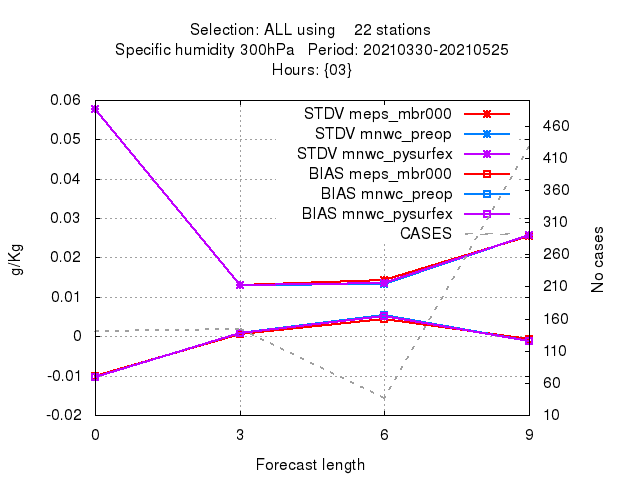 Selection: ALL using    22 stations
Specific humidity 300hPa   Period: 20210330-20210525
Hours: {03}
0.06
0.05
0.04
0.03
0.02
0.01
0
-0.01
-0.02
g/Kg
STDV meps_mbr000
STDV mnwc_preop
STDV mnwc_pysurfex
BIAS meps_mbr000
BIAS mnwc_preop
BIAS mnwc_pysurfex
CASES
460
410
360
310
260
210
160
110
60
10
No cases
0 3 6 9
Forecast length